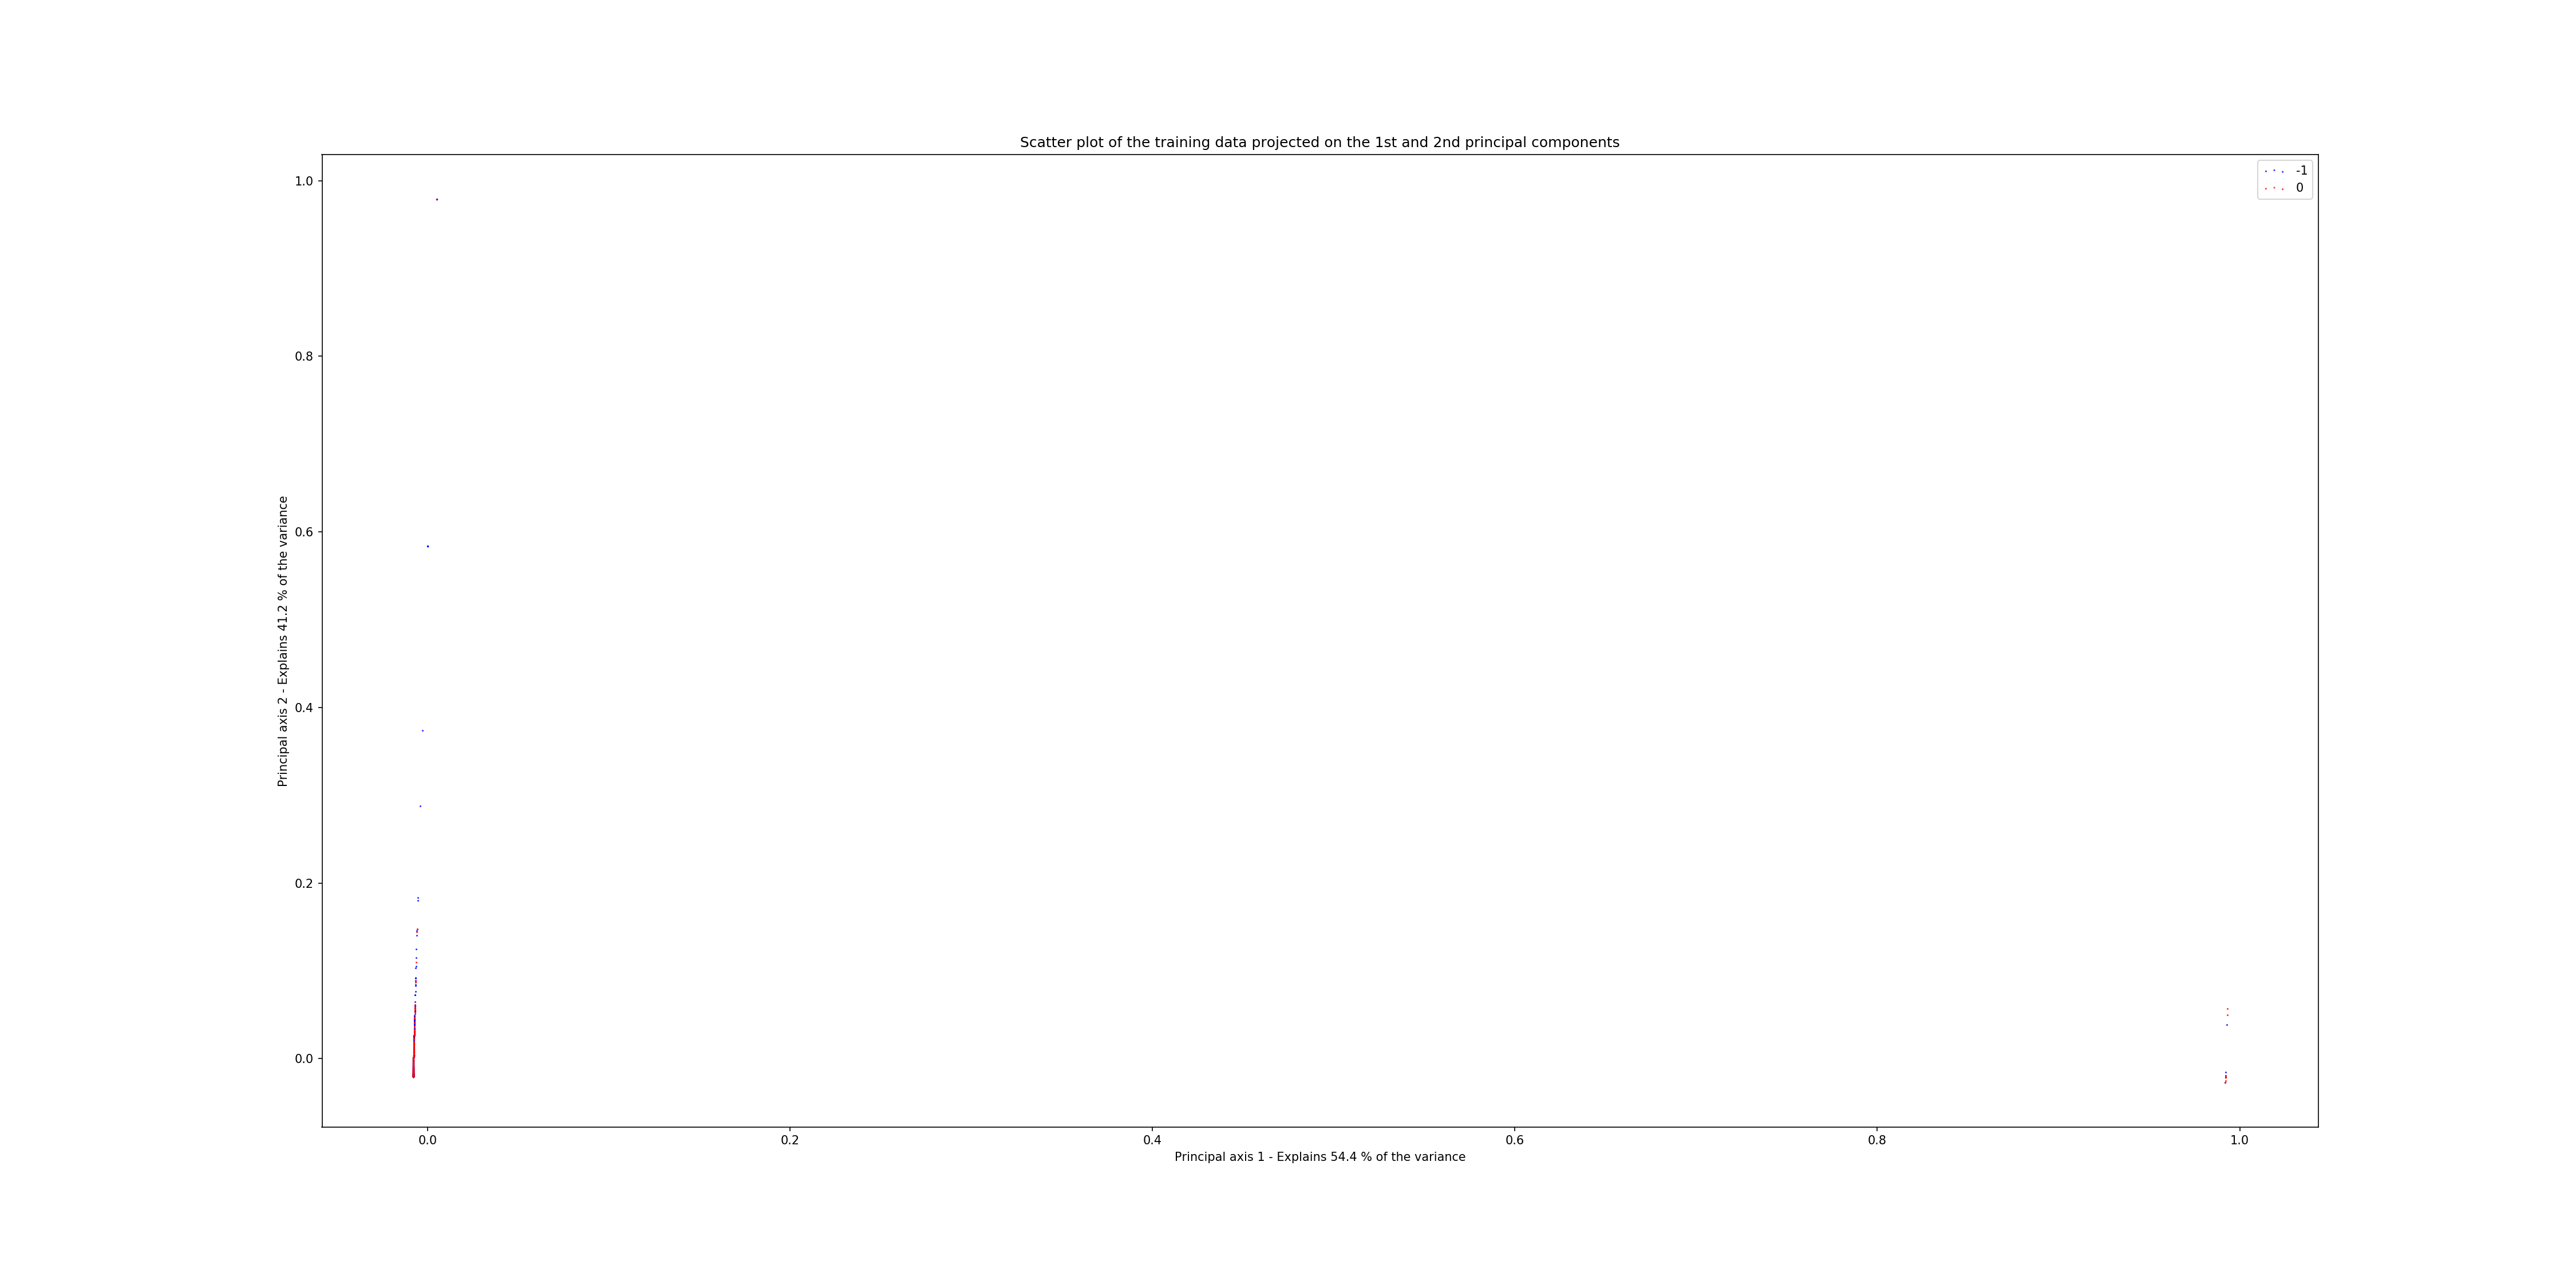 Scatter plot of the training data projected on the 1st and 2nd principal components
-1
0
1.0
0.8
0.6
0.4
0.2
0.0
Principal axis 2 - Explains 41.2 % of the variance
0.0 0.2 0.4 0.6 0.8 1.0
Principal axis 1 - Explains 54.4 % of the variance